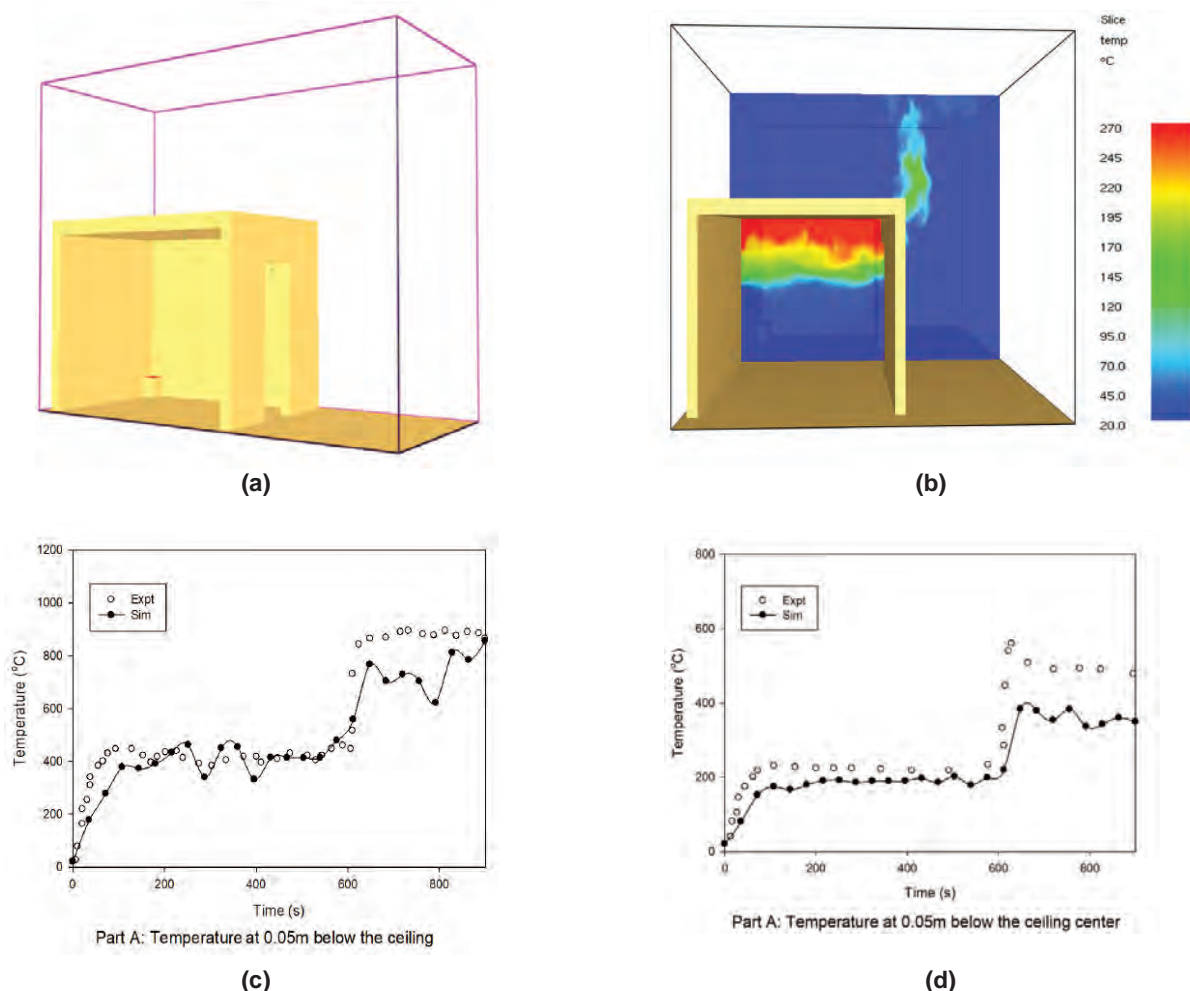 (a)
Slice
temp
°C
270
245
220
195
170
145
120
95.0
70.0
45.0
20.0
(b)
1200
1000
800
600
400
200
0
0 200 400 600 800
Temperature (°C)
Expt
Sim
Time (s)
Part A: Temperature at 0.05m below the ceiling
(c)
800
600
400
200
0
0 200 400 600 800
Temperature (°C)
Expt
Sim
Time (s)
Part A: Temperature at 0.05m below the ceiling center
(d)